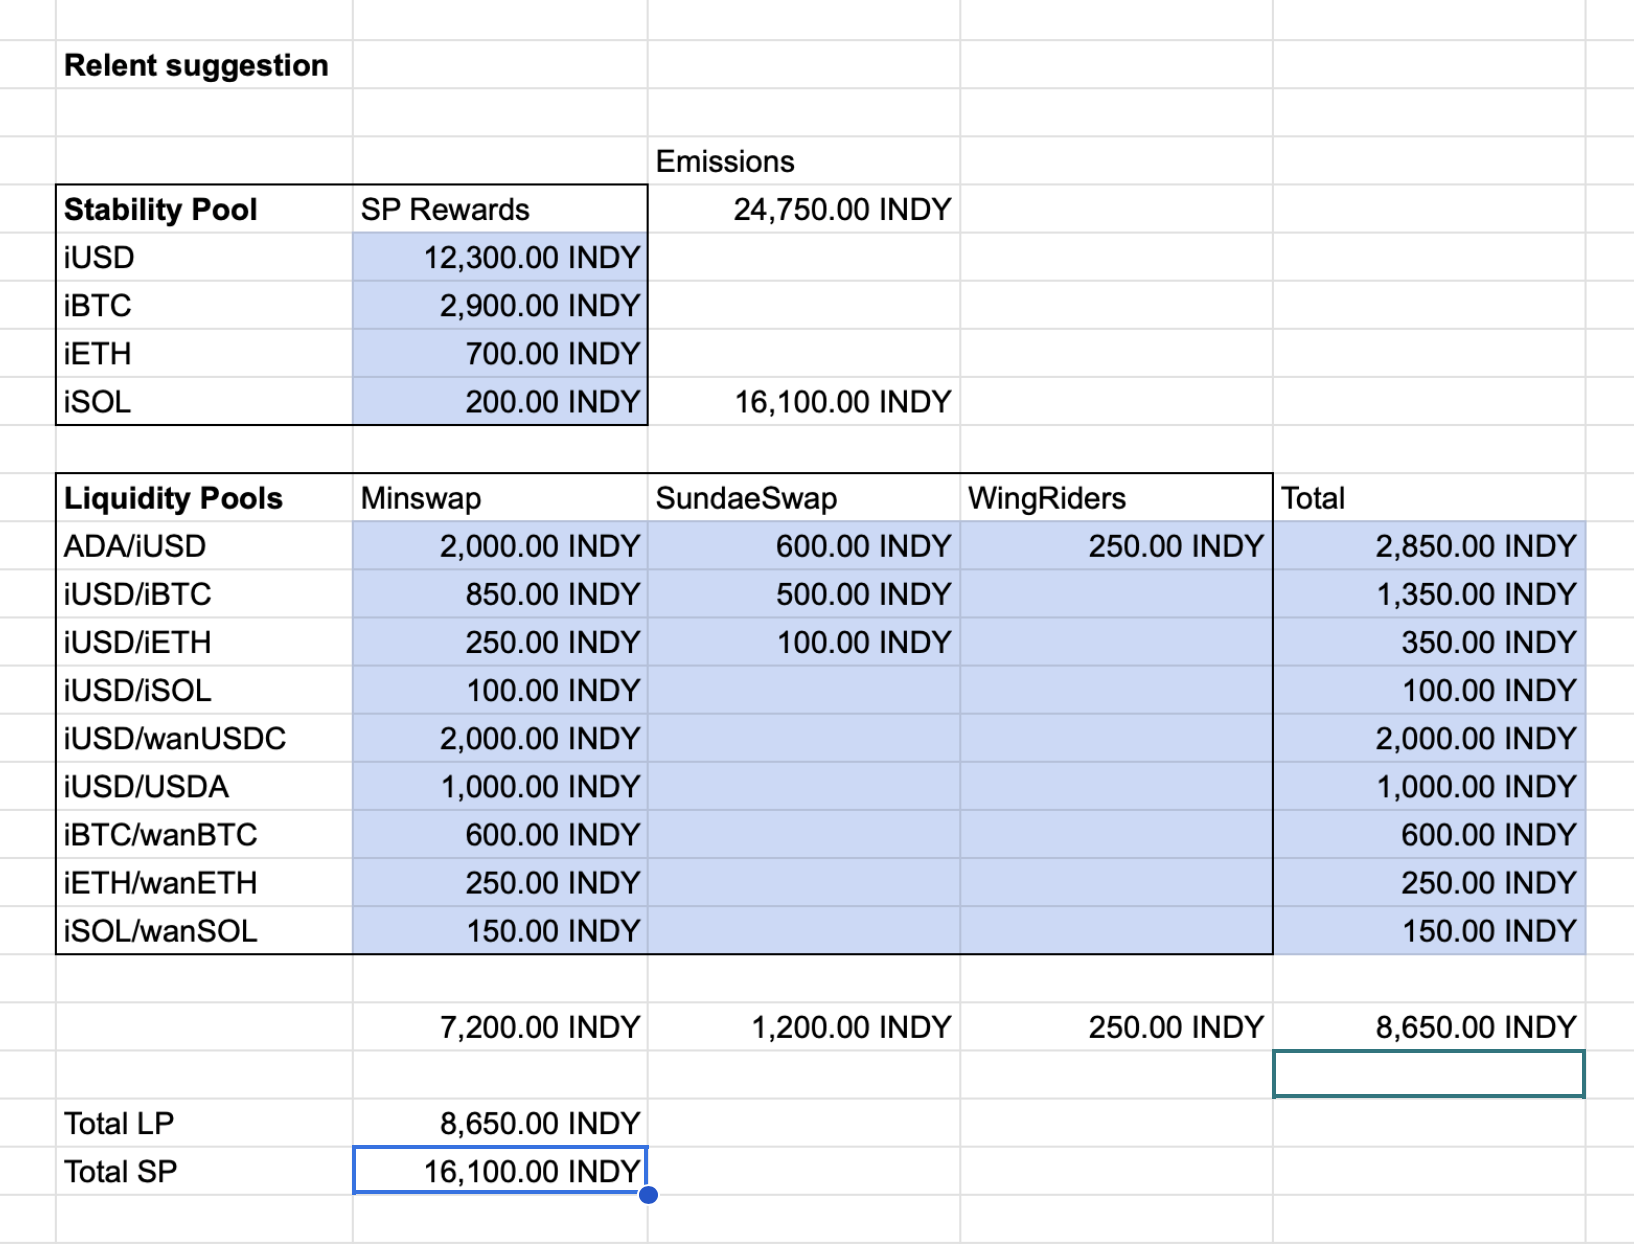 Relent suggestion
Emissions
Stability Pool SP Rewards 24,750.00 INDY
iUSD 12,300.00 INDY
iBTC 2,900.00 INDY
iETH 700.00 INDY
iSOL 200.00 INDY 16,100.00 INDY
Liquidity Pools Minswap SundaeSwap WingRiders Total
ADA/iUSD 2,000.00 INDY 600.00 INDY 250.00 INDY 2,850.00 INDY
iUSD/iBTC 850.00 INDY 500.00 INDY 1,350.00 INDY
iUSD/iETH 250.00 INDY 100.00 INDY 350.00 INDY
iUSD/iSOL 100.00 INDY 100.00 INDY
iUSD/wanUSDC 2,000.00 INDY 2,000.00 INDY
iUSD/USDA 1,000.00 INDY 1,000.00 INDY
iBTC/wanBTC 600.00 INDY 600.00 INDY
iETH/wanETH 250.00 INDY 250.00 INDY
iSOL/wanSOL 150.00 INDY 150.00 INDY
7,200.00 INDY 1,200.00 INDY 250.00 INDY 8,650.00 INDY
Total LP 8,650.00 INDY
Total SP 16,100.00 INDY